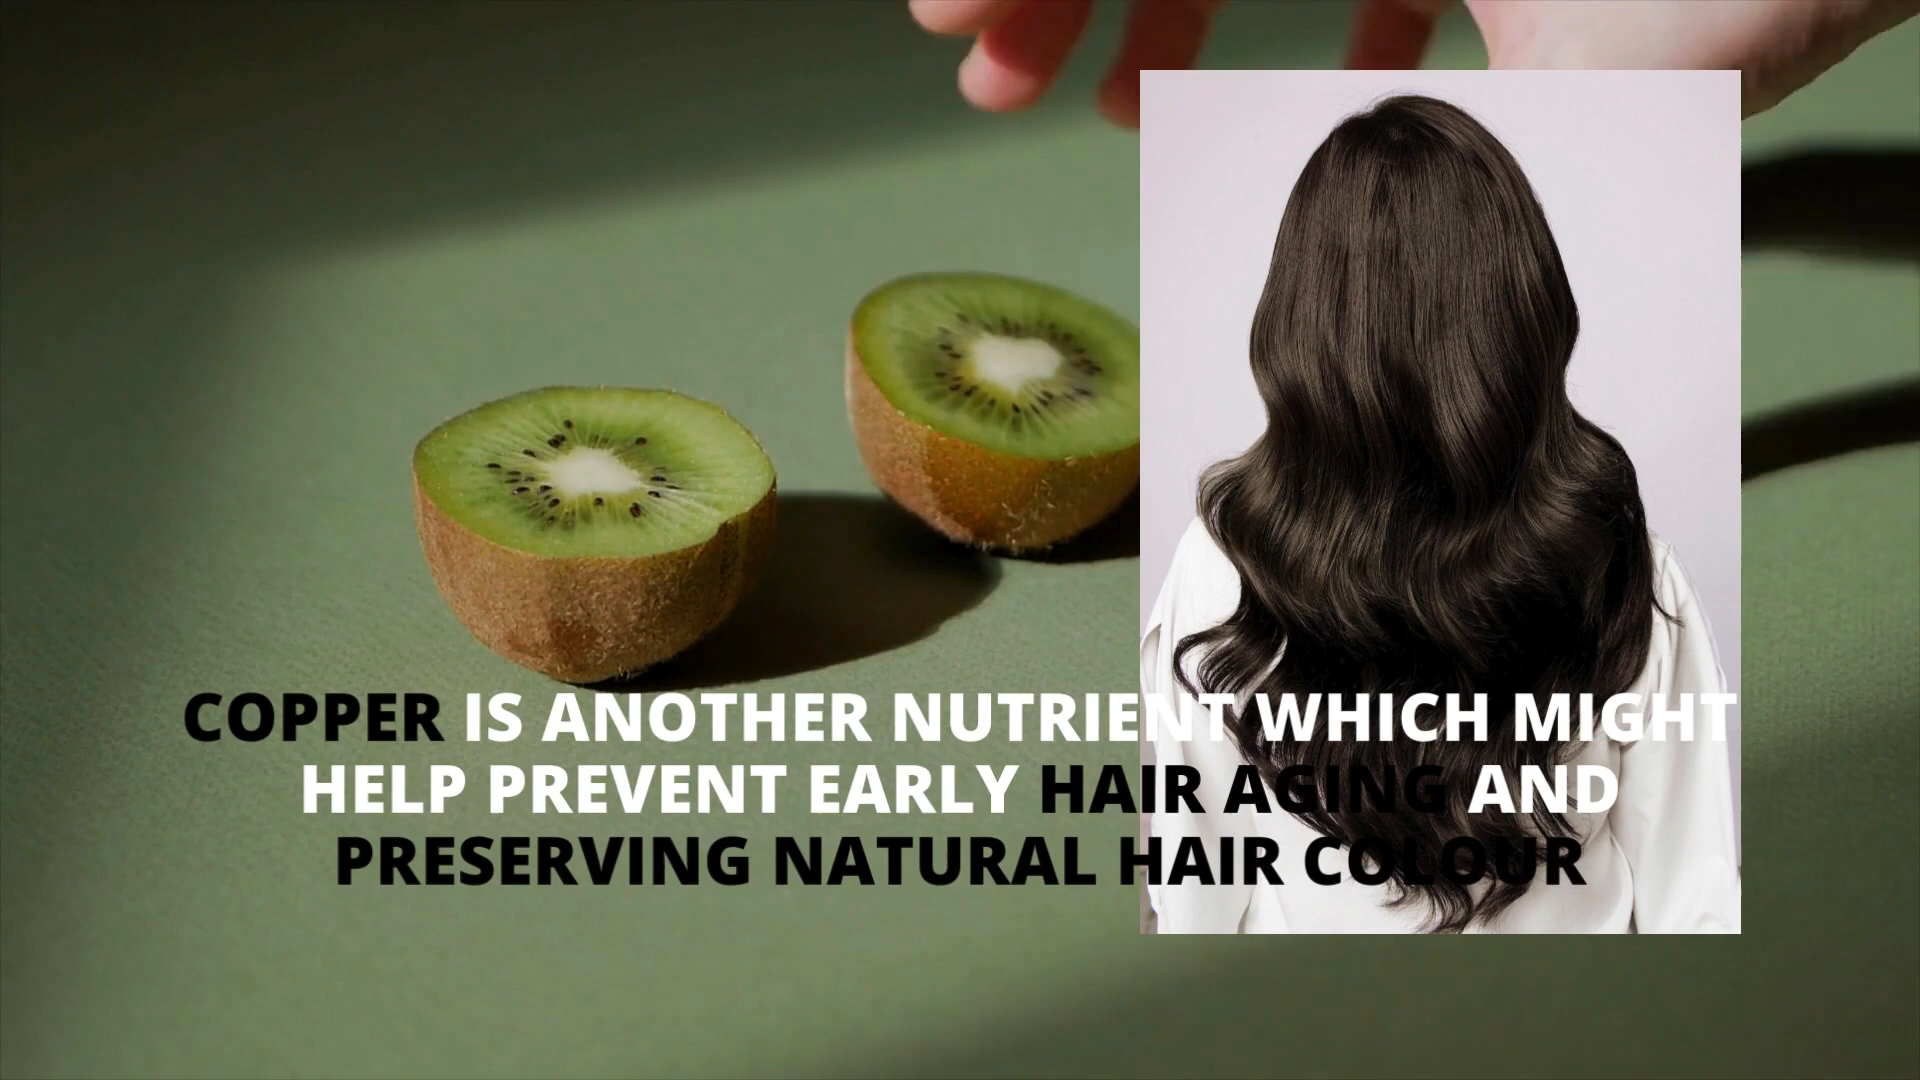 COPPER IS ANOTHER NUTRIENT WHICH MIGHT
HELP PREVENT EARLY HAIR AGING AND
PRESERVING NATURAL HAIR COLOUR